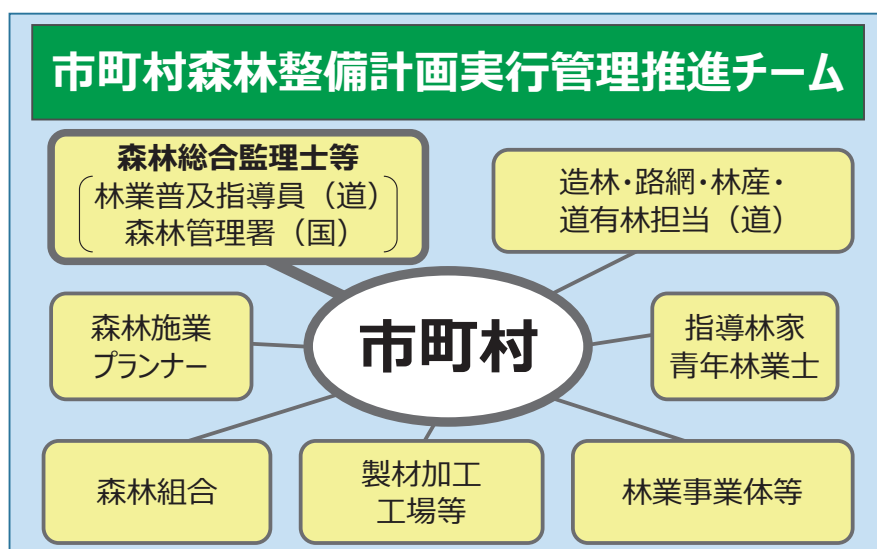 市町村森林整備計画実行管理推進チーム
森林総合監理士等
林業普及指導員（道）
森林管理署（国）
造林・路網・林産・
道有林担当（道）
森林施業
プランナー
市町村
指導林家
青年林業士
森林組合
製材加工
工場等
林業事業体等